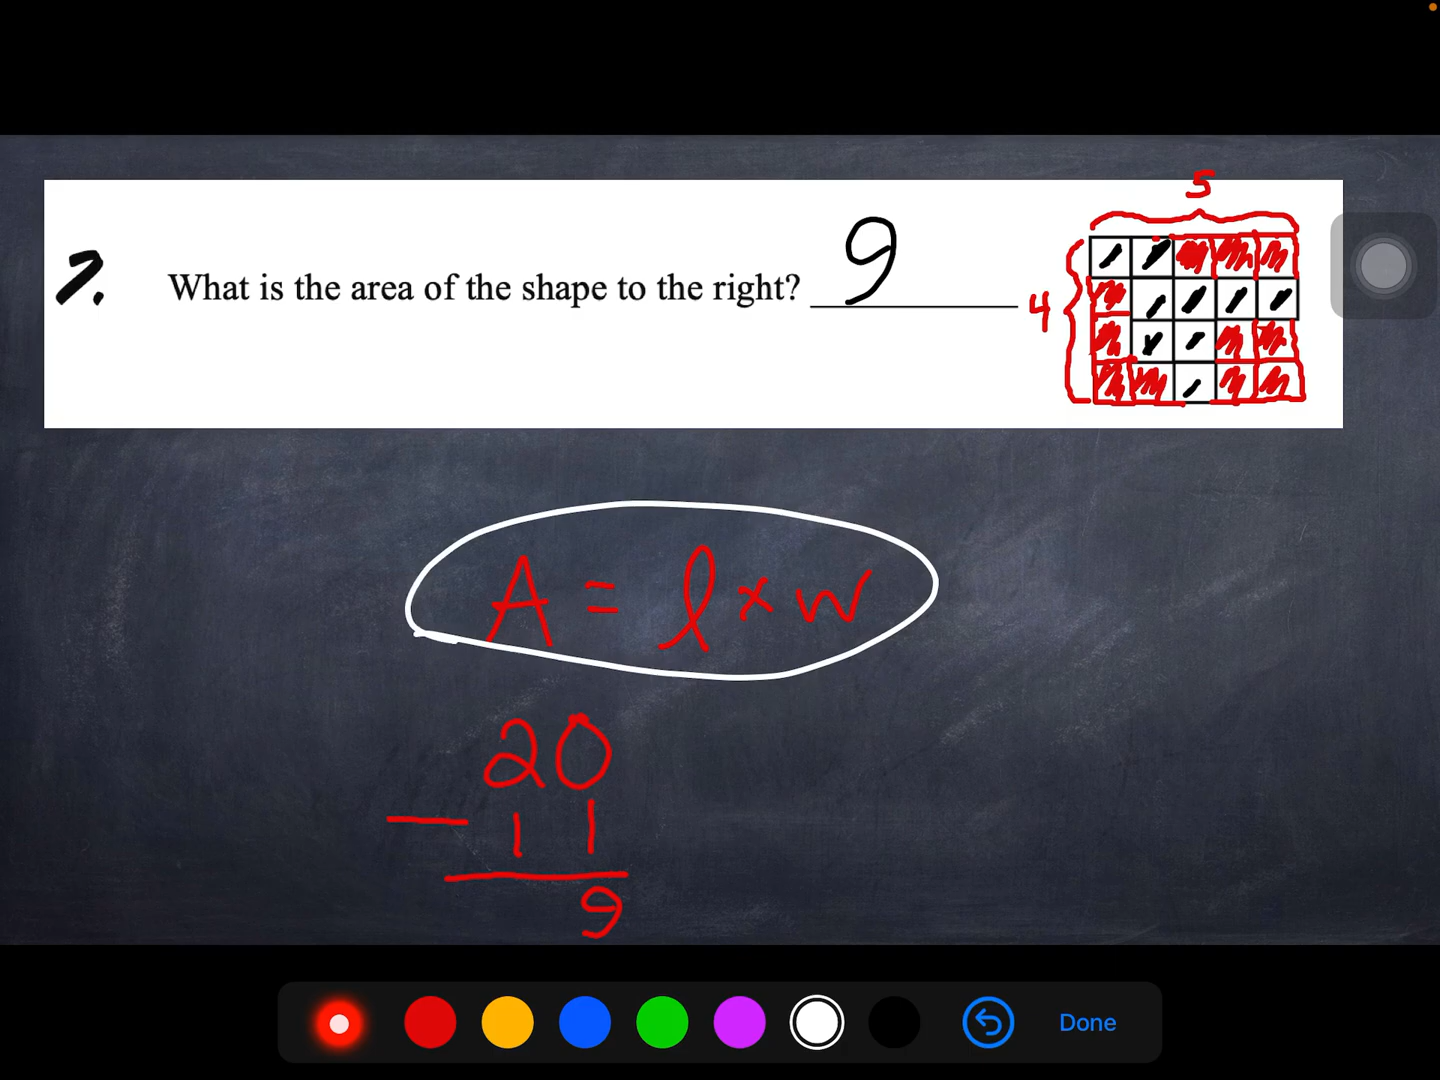 5
7. What is the area of the shape to the right? 9
4
A = l x w
20
- 11
9
Done